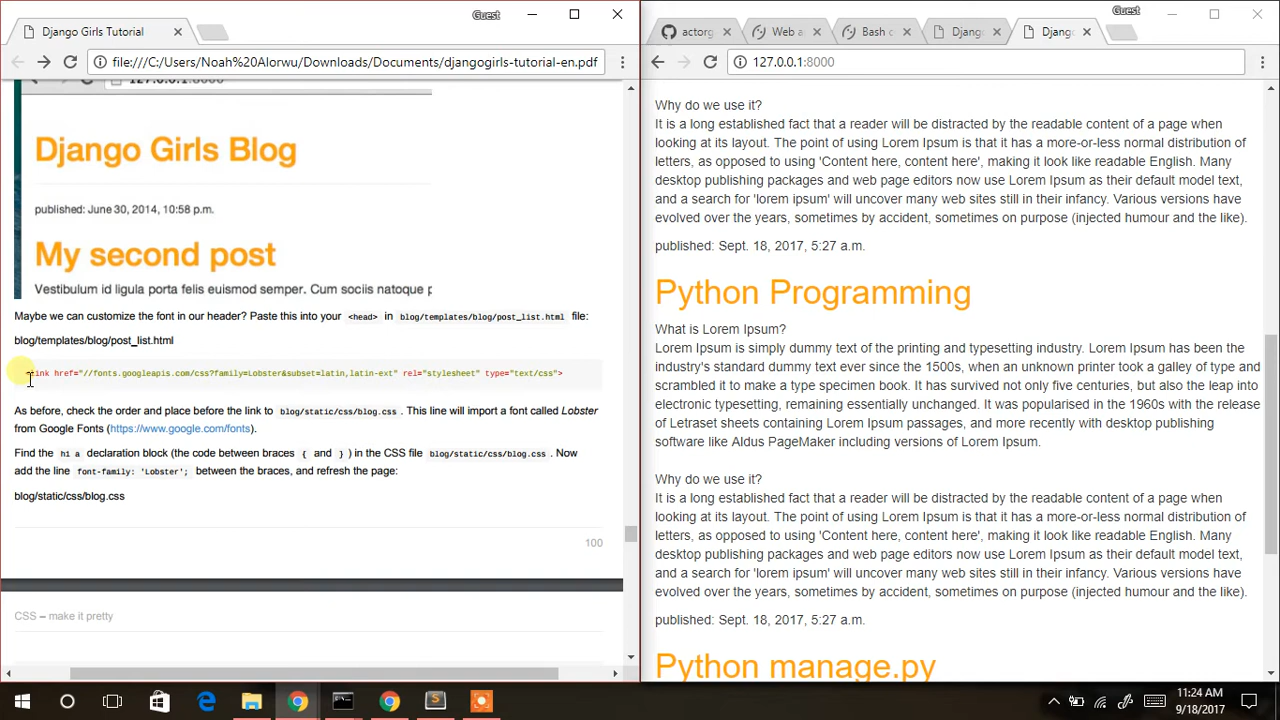 Guest
Django Girls Tutorial
file:///C:/Users/Noah%20Alorwu/Downloads/Documents/djangogirls-tutorial-en.pdf
Django Girls Blog
published: June 30, 2014, 10:58 p.m.
My second post
Vestibulum id ligula porta felis euismod semper. Cum sociis natoque p
Maybe we can customize the font in our header? Paste this into your <head> in blog/templates/blog/post_list.html file:
blog/templates/blog/post_list.html
<link href="//fonts.googleapis.com/css?family=Lobster&subset=latin,latin-ext" rel="stylesheet" type="text/css">
As before, check the order and place before the link to blog/static/css/blog.css . This line will import a font called Lobster
from Google Fonts (https://www.google.com/fonts).
Find the h1 a declaration block (the code between braces { and } ) in the CSS file blog/static/css/blog.css . Now
add the line font-family: 'Lobster'; between the braces, and refresh the page:
blog/static/css/blog.css
100
CSS – make it pretty
Guest
actorg
Web a
Bash c
Django
Django
127.0.0.1:8000
Why do we use it?
It is a long established fact that a reader will be distracted by the readable content of a page when
looking at its layout. The point of using Lorem Ipsum is that it has a more-or-less normal distribution of
letters, as opposed to using 'Content here, content here', making it look like readable English. Many
desktop publishing packages and web page editors now use Lorem Ipsum as their default model text,
and a search for 'lorem ipsum' will uncover many web sites still in their infancy. Various versions have
evolved over the years, sometimes by accident, sometimes on purpose (injected humour and the like).
published: Sept. 18, 2017, 5:27 a.m.
Python Programming
What is Lorem Ipsum?
Lorem Ipsum is simply dummy text of the printing and typesetting industry. Lorem Ipsum has been the
industry's standard dummy text ever since the 1500s, when an unknown printer took a galley of type and
scrambled it to make a type specimen book. It has survived not only five centuries, but also the leap into
electronic typesetting, remaining essentially unchanged. It was popularised in the 1960s with the release
of Letraset sheets containing Lorem Ipsum passages, and more recently with desktop publishing
software like Aldus PageMaker including versions of Lorem Ipsum.
Why do we use it?
It is a long established fact that a reader will be distracted by the readable content of a page when
looking at its layout. The point of using Lorem Ipsum is that it has a more-or-less normal distribution of
letters, as opposed to using 'Content here, content here', making it look like readable English. Many
desktop publishing packages and web page editors now use Lorem Ipsum as their default model text,
and a search for 'lorem ipsum' will uncover many web sites still in their infancy. Various versions have
evolved over the years, sometimes by accident, sometimes on purpose (injected humour and the like).
published: Sept. 18, 2017, 5:27 a.m.
Python manage.py
11:24 AM
9/18/2017